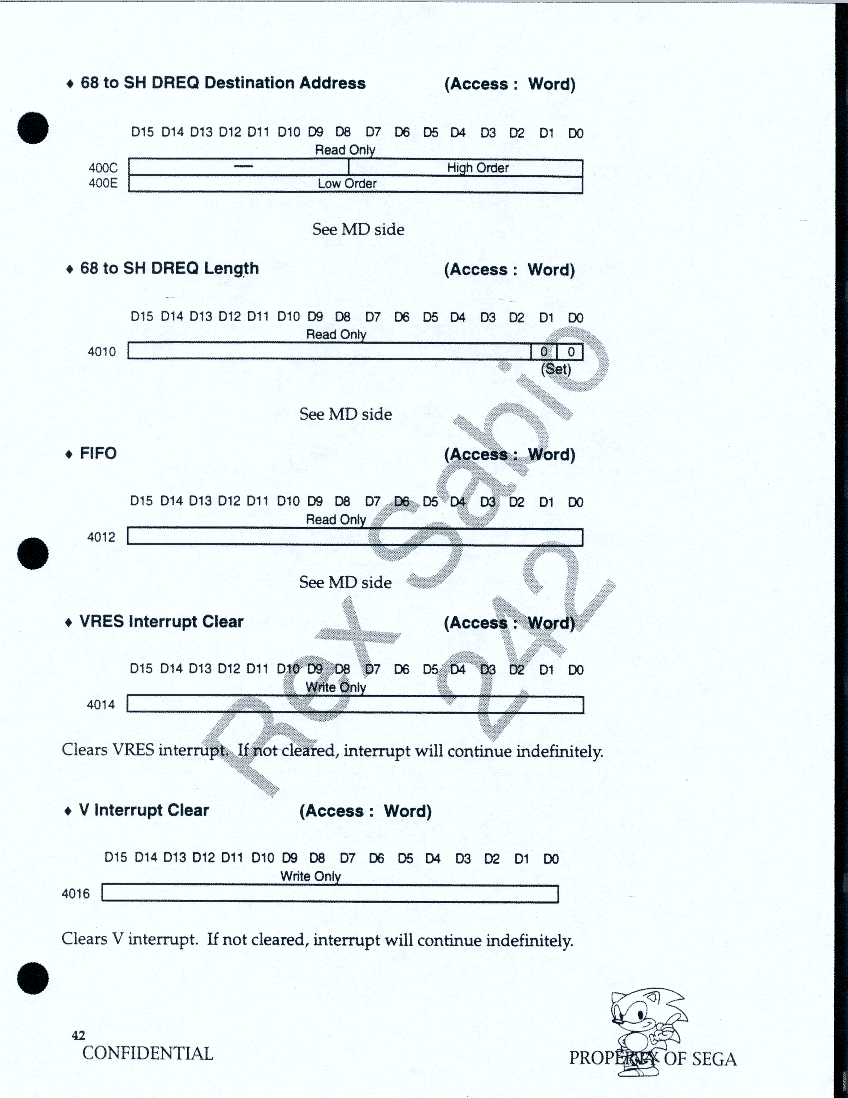 ♦ 68 to SH DREQ Destination Address (Access : Word)
D15 D14 D13 D12 D11 D10 D9 D8 D7 D6 D5 D4 D3 D2 D1 D0
Read Only
400C — High Order
400E Low Order
See MD side
♦ 68 to SH DREQ Length (Access : Word)
D15 D14 D13 D12 D11 D10 D9 D8 D7 D6 D5 D4 D3 D2 D1 D0
Read Only
4010 0 0
(Set)
See MD side
♦ FIFO (Access : Word)
D15 D14 D13 D12 D11 D10 D9 D8 D7 D6 D5 D4 D3 D2 D1 D0
Read Only
4012
See MD side
♦ VRES Interrupt Clear (Access : Word)
D15 D14 D13 D12 D11 D10 D9 D8 D7 D6 D5 D4 D3 D2 D1 D0
Write Only
4014
Clears VRES interrupt. If not cleared, interrupt will continue indefinitely.
♦ V Interrupt Clear (Access : Word)
D15 D14 D13 D12 D11 D10 D9 D8 D7 D6 D5 D4 D3 D2 D1 D0
Write Only
4016
Clears V interrupt. If not cleared, interrupt will continue indefinitely.
Rex Sabio
242
42
CONFIDENTIAL
PROPERTY OF SEGA